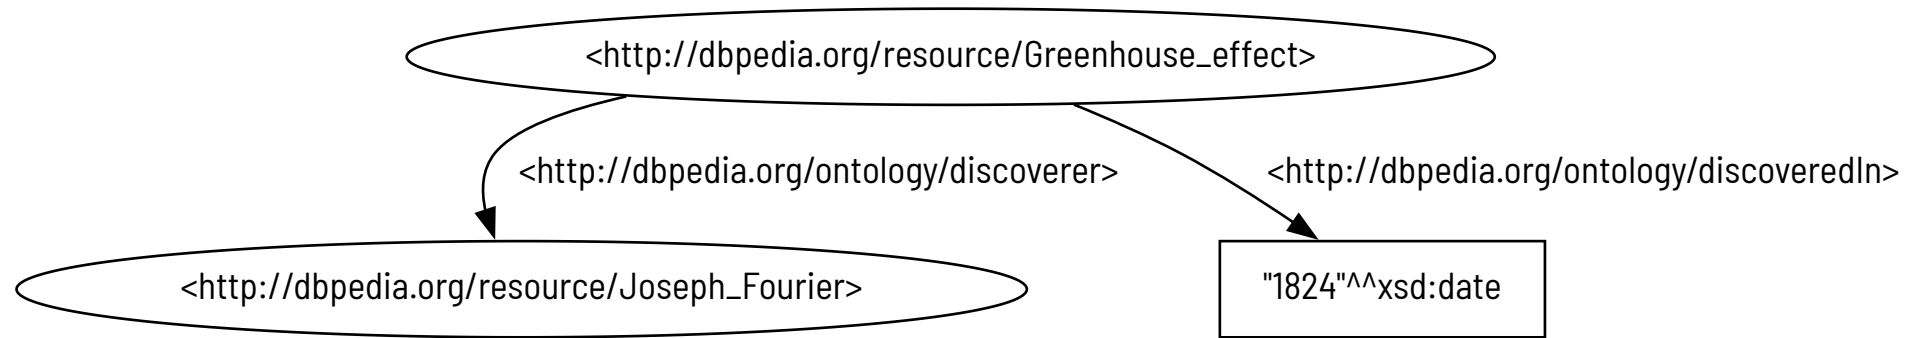 <http://dbpedia.org/resource/Greenhouse_effect>
<http://dbpedia.org/ontology/discoverer>
<http://dbpedia.org/ontology/discoveredIn>
<http://dbpedia.org/resource/Joseph_Fourier>
"1824"^^xsd:date